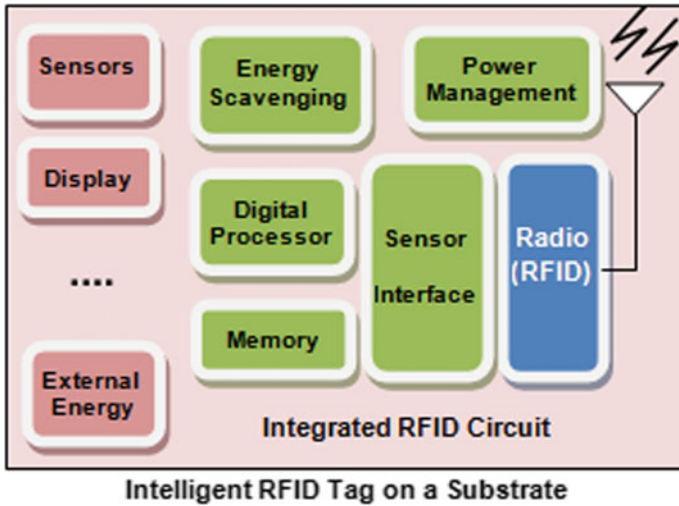 Sensors
Energy
Scavenging
Power
Management
Display
Digital
Processor
Sensor
Interface
Radio
(RFID)
....
Memory
External
Energy
Integrated RFID Circuit
Intelligent RFID Tag on a Substrate